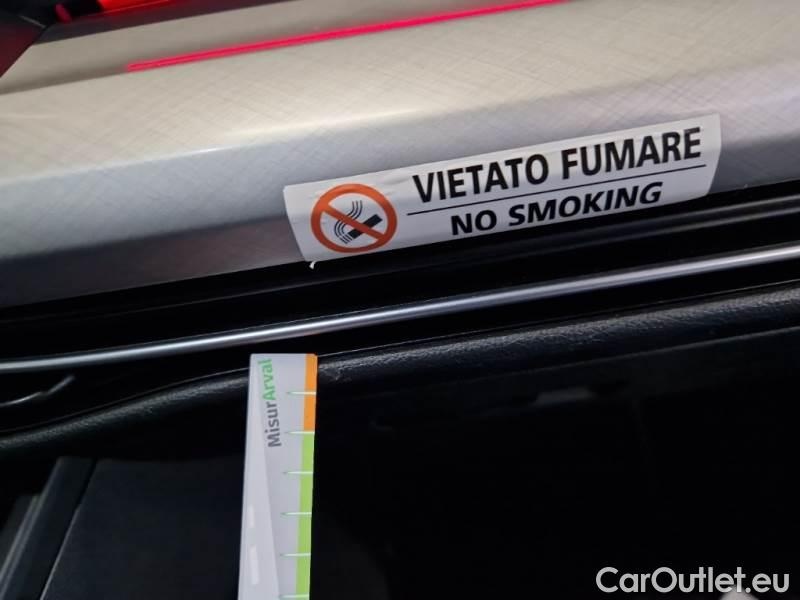 VIETATO FUMARE
NO SMOKING
MisurArval
CarOutlet.eu